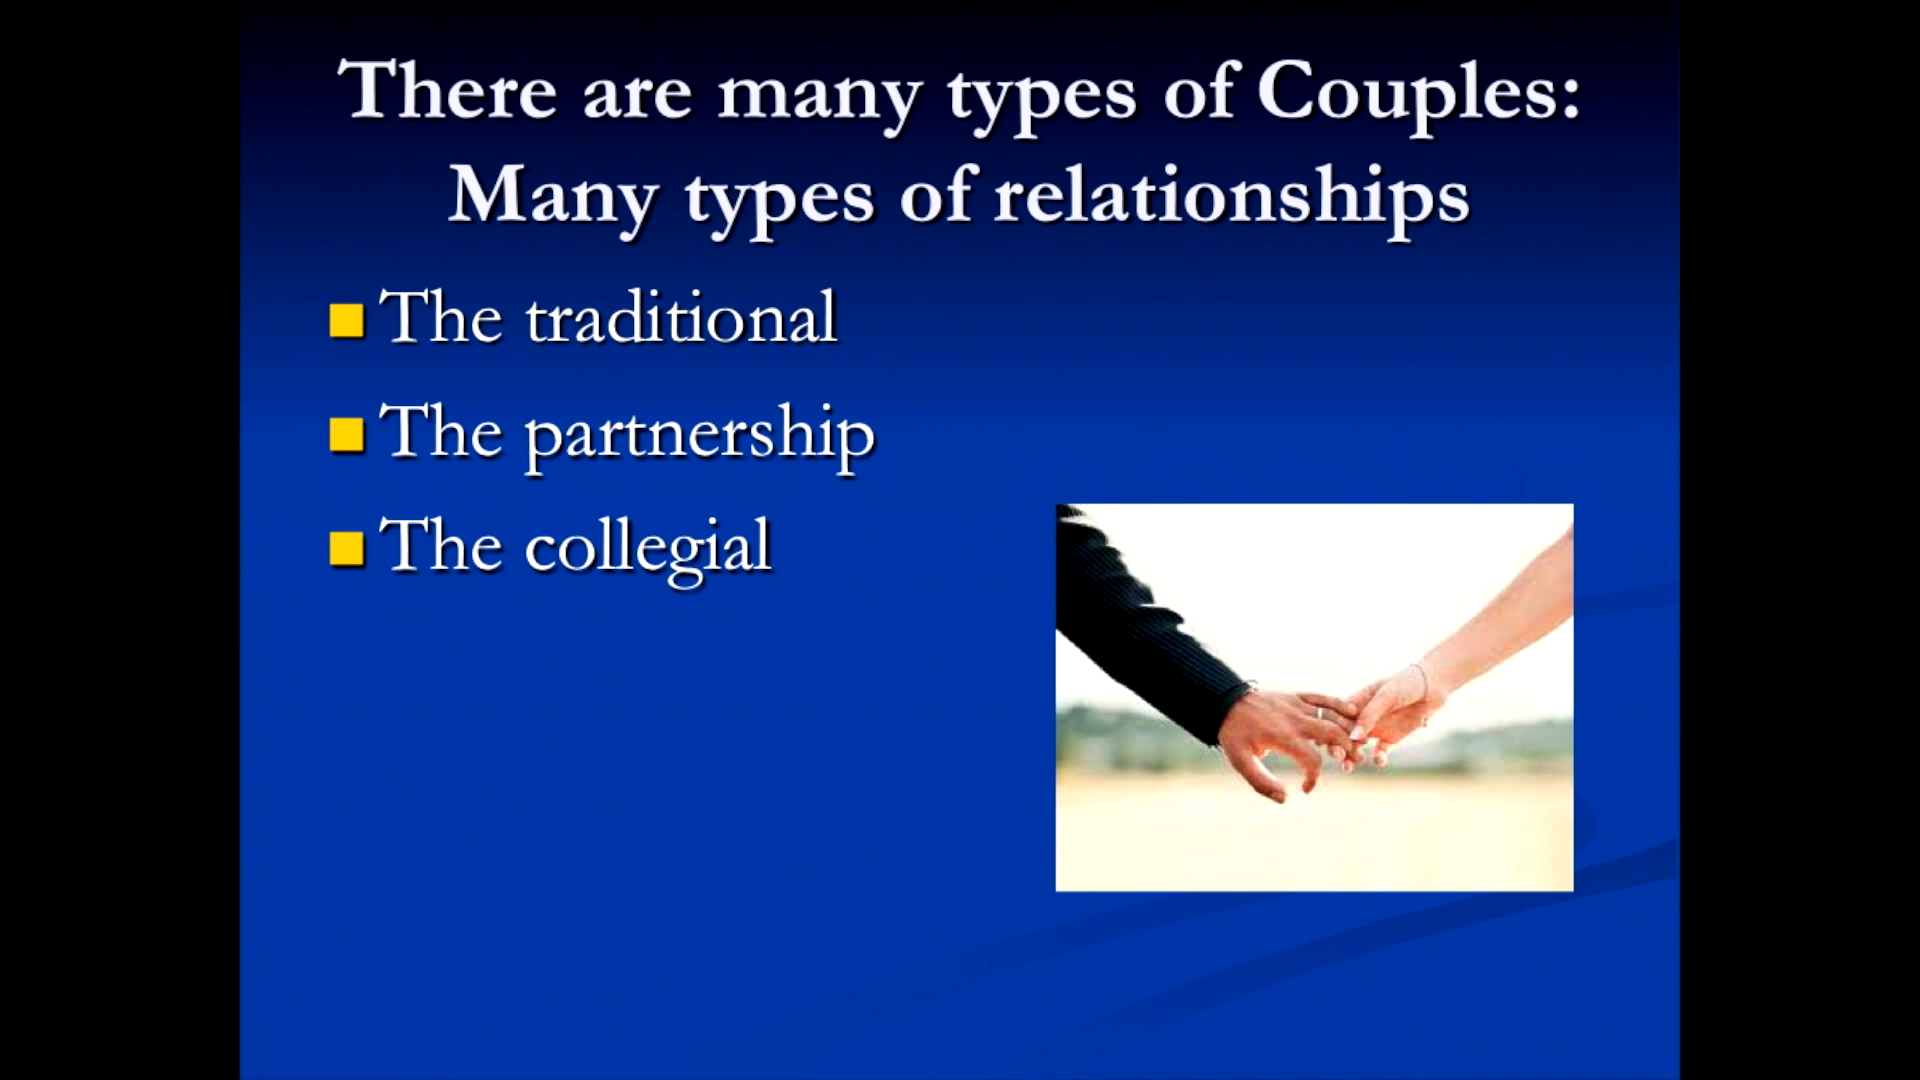 There are many types of Couples:
Many types of relationships
The traditional
The partnership
The collegial